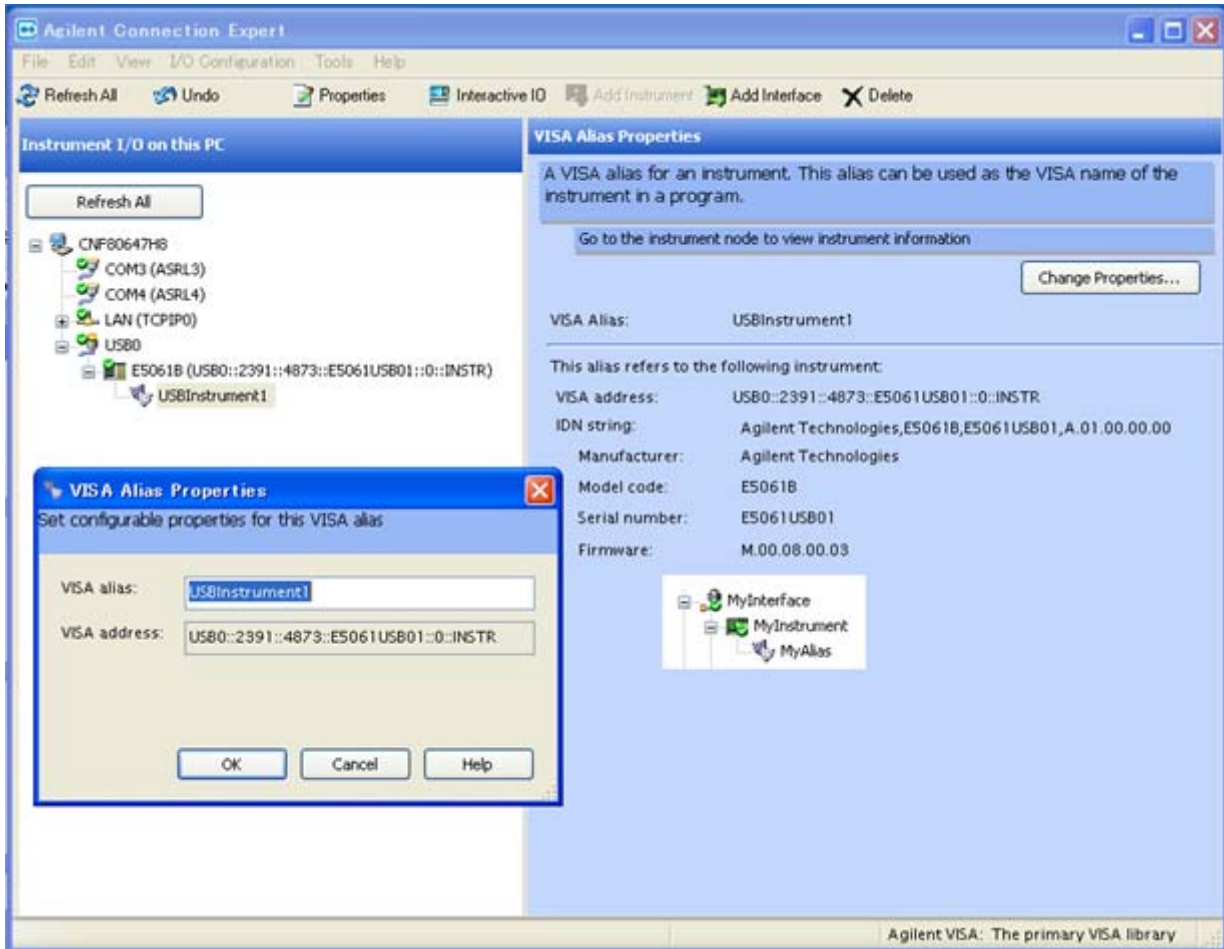 Agilent Connection Expert
File Edit View I/O Configuration Tools Help
Refresh All Undo Properties Interactive IO Add Instrument Add Interface Delete
Instrument I/O on this PC
Refresh All
CNF80647H8
COM3 (ASRL3)
COM4 (ASRL4)
LAN (TCPIP0)
USB0
E5061B (USB0::2391::4873::E5061USB01::0::INSTR)
USBInstrument1
VISA Alias Properties
A VISA alias for an instrument. This alias can be used as the VISA name of the
instrument in a program.
Go to the instrument node to view instrument information
Change Properties...
VISA Alias: USBInstrument1
This alias refers to the following instrument:
VISA address: USB0::2391::4873::E5061USB01::0::INSTR
IDN string: Agilent Technologies,E5061B,E5061USB01,A.01.00.00.00
Manufacturer: Agilent Technologies
Model code: E5061B
Serial number: E5061USB01
Firmware: M.00.08.00.03
MyInterface
MyInstrument
MyAlias
VISA Alias Properties
Set configurable properties for this VISA alias
VISA alias: USBInstrument1
VISA address: USB0::2391::4873::E5061USB01::0::INSTR
OK Cancel Help
Agilent VISA: The primary VISA library